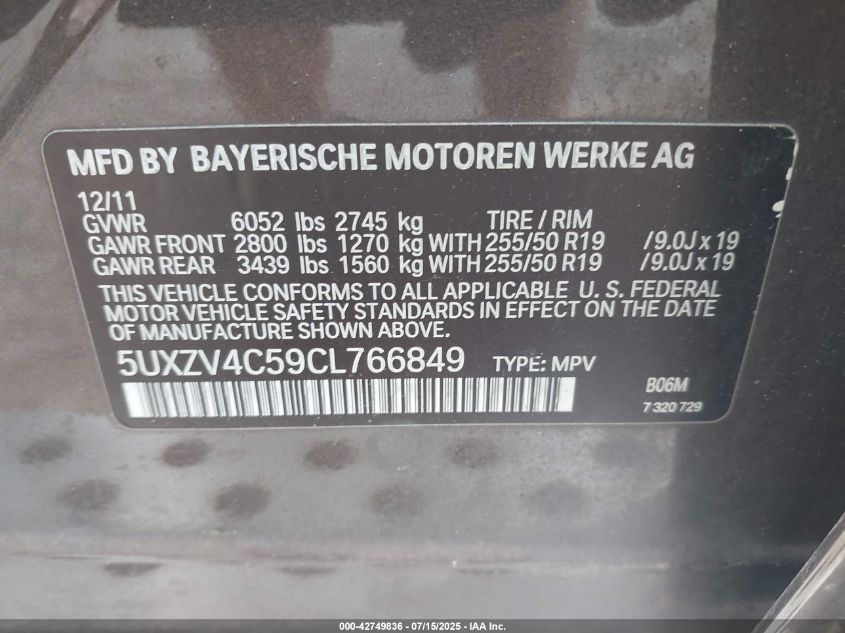 MFD BY BAYERISCHE MOTOREN WERKE AG
12/11
GVWR 6052 lbs 2745 kg TIRE / RIM
GAWR FRONT 2800 lbs 1270 kg WITH 255/50 R19 /9.0J x 19
GAWR REAR 3439 lbs 1560 kg WITH 255/50 R19 /9.0J x 19
THIS VEHICLE CONFORMS TO ALL APPLICABLE U. S. FEDERAL
MOTOR VEHICLE SAFETY STANDARDS IN EFFECT ON THE DATE
OF MANUFACTURE SHOWN ABOVE.
5UXZV4C59CL766849 TYPE: MPV
B06M
7 320 729
000-42749836 - 07/15/2025 - IAA Inc.